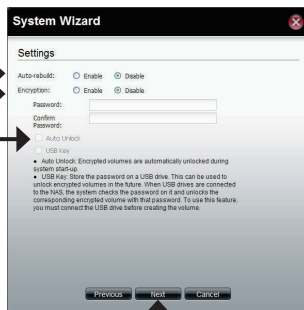 System Wizard
Settings
Auto-rebuild: Enable Disable
Encryption: Enable Disable
Password:
Confirm
Password:
Auto Unlock
USB Key
● Auto Unlock: Encrypted volumes are automatically unlocked during
system start-up.
● USB Key: Store the password on a USB drive. This can be used to
unlock encrypted volumes in the future. When USB drives are connected
to the NAS, the system checks the password on it and unlocks the
corresponding encrypted volume with that password. To use this feature,
you must connect the USB drive before creating the volume.
Previous Next Cancel